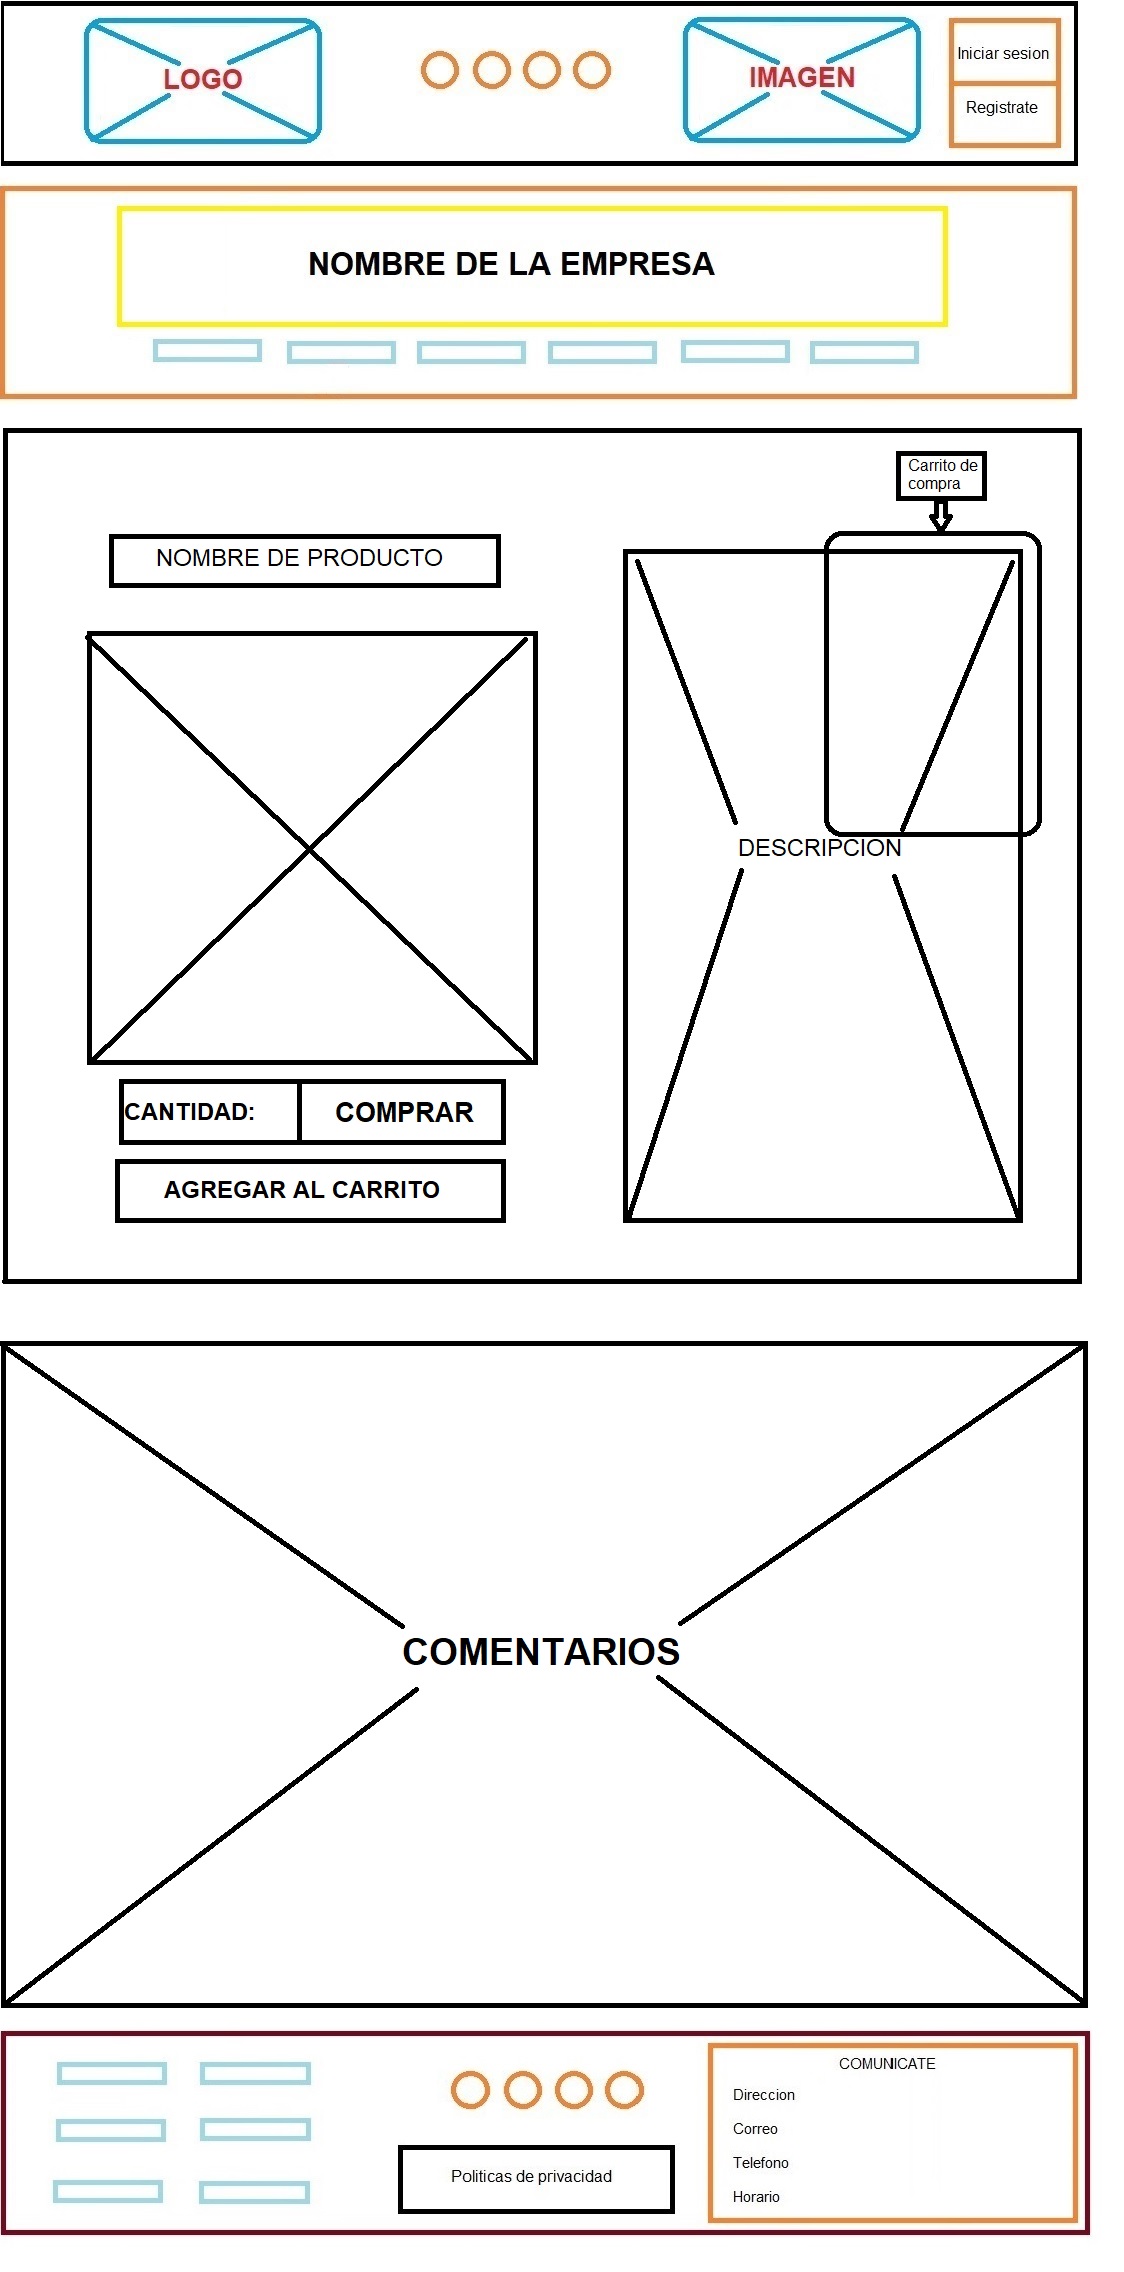 LOGO
IMAGEN
Iniciar sesion
Registrate
NOMBRE DE LA EMPRESA
Carrito de
compra
NOMBRE DE PRODUCTO
DESCRIPCION
CANTIDAD:
COMPRAR
AGREGAR AL CARRITO
COMENTARIOS
Politicas de privacidad
COMUNICATE
Direccion
Correo
Telefono
Horario